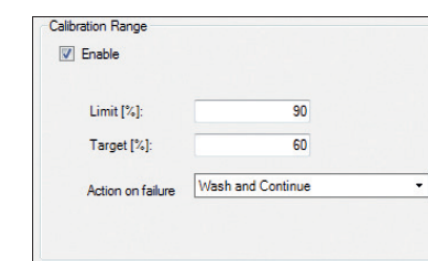 Calibration Range
Enable
Limit [%]: 90
Target [%]: 60
Action on failure Wash and Continue